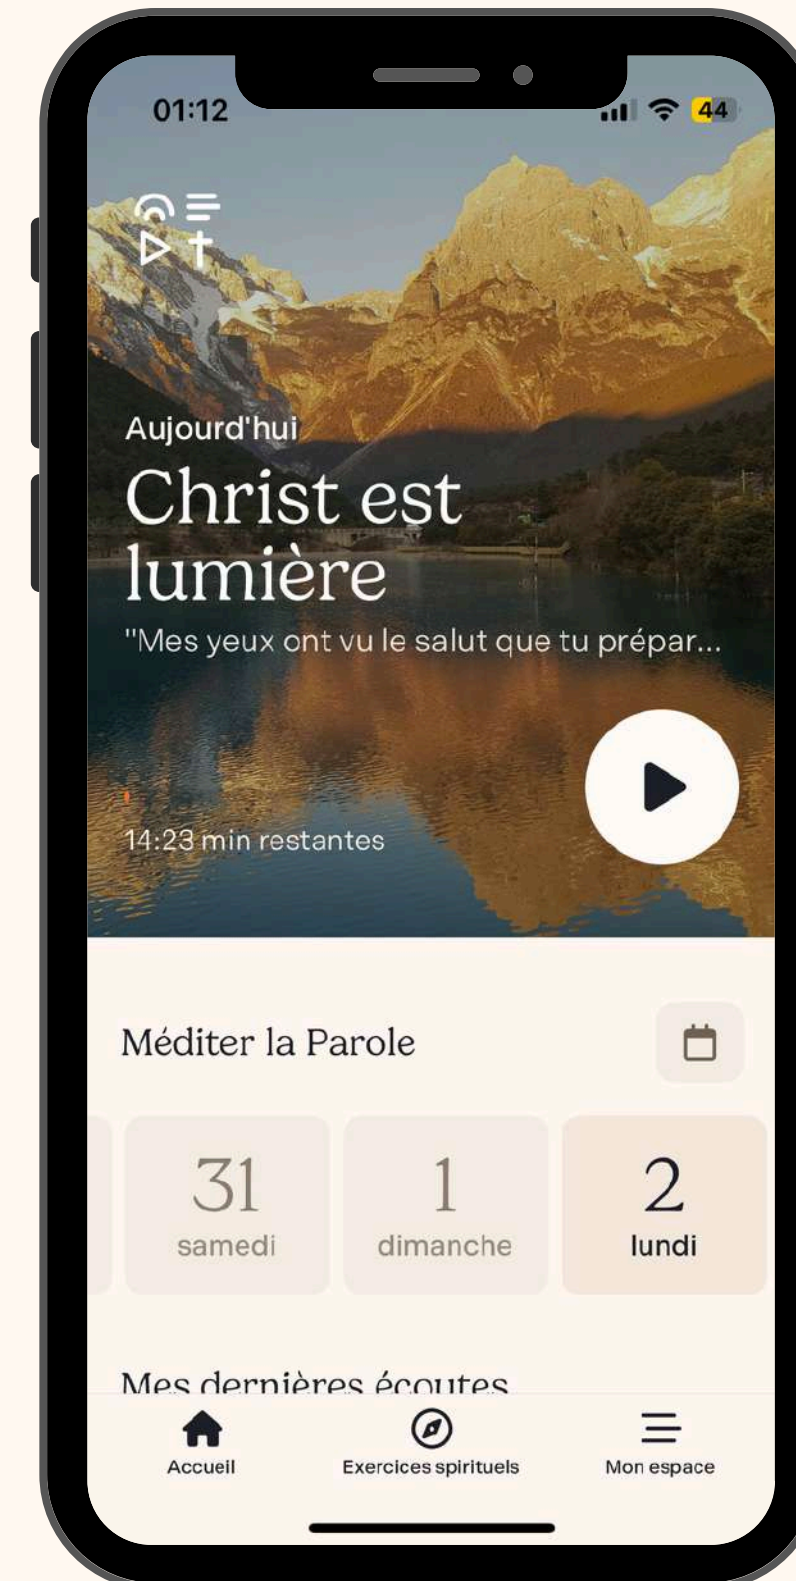 01:12
44
Aujourd'hui
Christ est
lumière
"Mes yeux ont vu le salut que tu prépar...
14:23 min restantes
Méditer la Parole
31
samedi
1
dimanche
2
lundi
Mes dernières écoutes
Accueil
Exercices spirituels
Mon espace